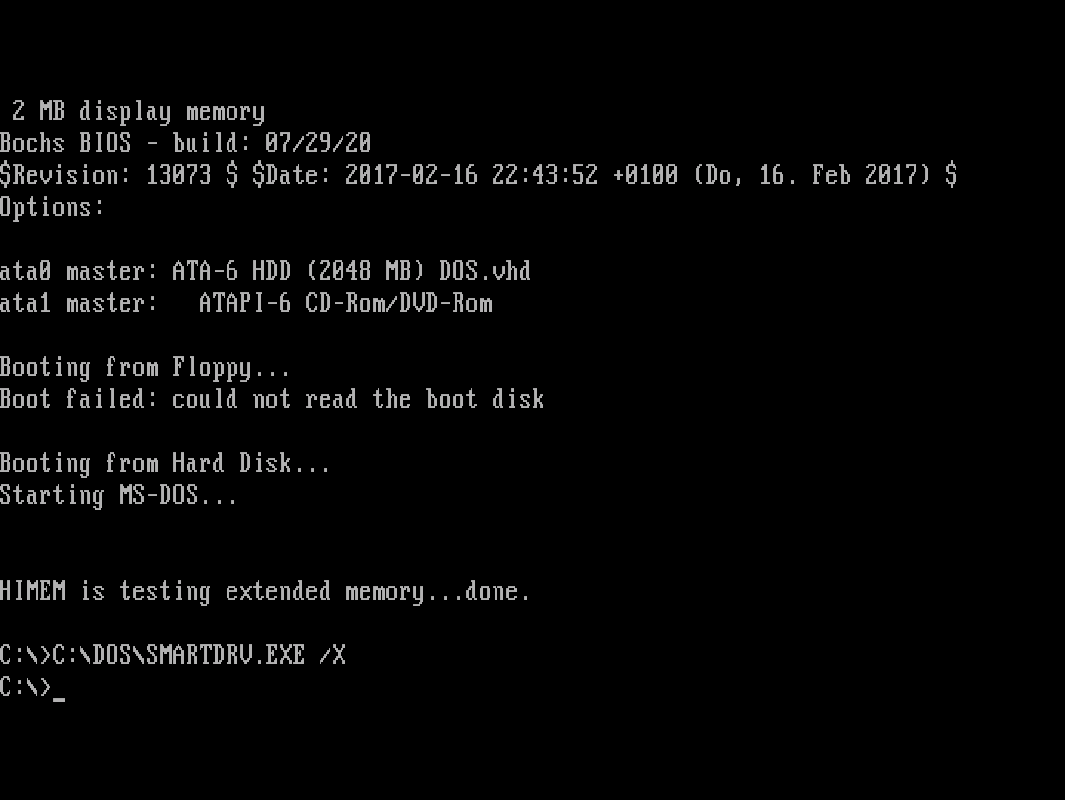 2 MB display memory
Bochs BIOS - build: 07/29/20
$Revision: 13073 $ $Date: 2017-02-16 22:43:52 +0100 (Do, 16. Feb 2017) $
Options:
ata0 master: ATA-6 HDD (2048 MB) DOS.vhd
ata1 master:   ATAPI-6 CD-Rom/DVD-Rom
Booting from Floppy...
Boot failed: could not read the boot disk
Booting from Hard Disk...
Starting MS-DOS...
HIMEM is testing extended memory...done.
C:\>C:\DOS\SMARTDRV.EXE /X
C:\>_